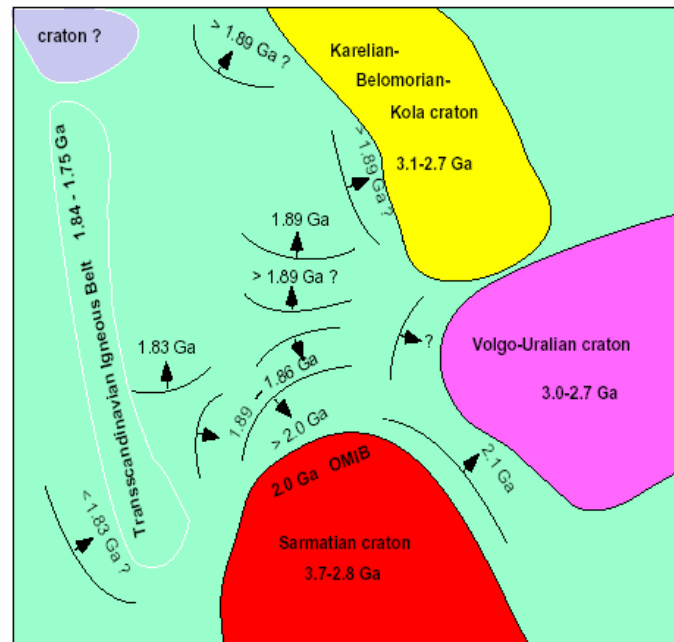 craton ?
> 1.89 Ga ?
Karelian-
Belomorian-
Kola craton
3.1-2.7 Ga
> 1.89 Ga ?
Transscandinavian Igneous Belt 1.84 - 1.75 Ga
1.89 Ga
> 1.89 Ga ?
1.83 Ga
?
Volgo-Uralian craton
3.0-2.7 Ga
1.89 - 1.86 Ga
> 2.0 Ga
2.1 Ga
2.0 Ga OMIB
< 1.83 Ga ?
Sarmatian craton
3.7-2.8 Ga